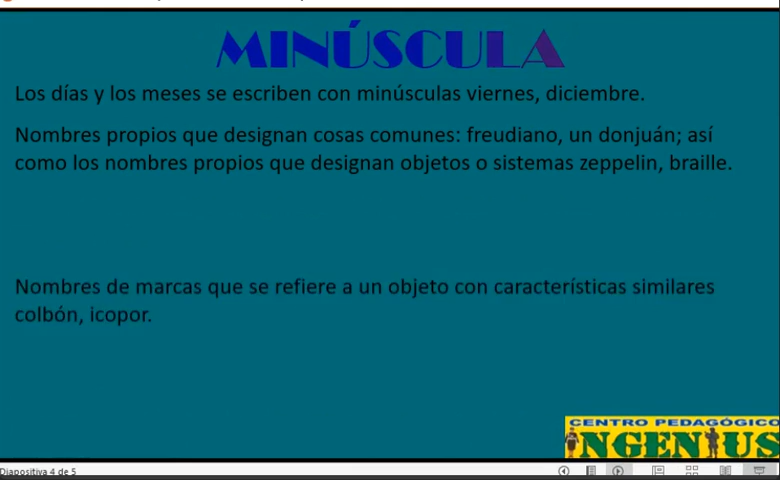 MINÚSCULA
Los días y los meses se escriben con minúsculas viernes, diciembre.
Nombres propios que designan cosas comunes: freudiano, un donjuán; así
como los nombres propios que designan objetos o sistemas zeppelin, braille.
Nombres de marcas que se refiere a un objeto con características similares
colbón, icopor.
CENTRO PEDAGÓGICO
INGENIUS
Diapositiva 4 de 5